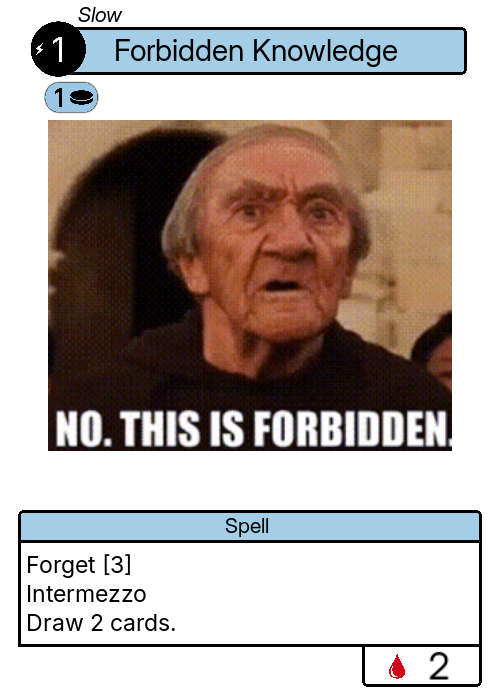 Slow
1 Forbidden Knowledge
1
NO. THIS IS FORBIDDEN.
Spell
Forget [3]
Intermezzo
Draw 2 cards.
2